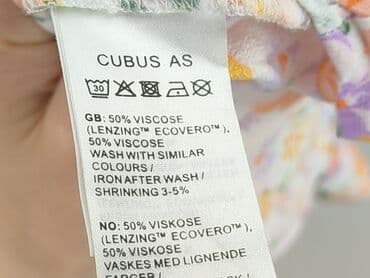 CUBUS AS
30
GB: 50% VISCOSE
(LENZING™ ECOVERO™),
50% VISCOSE
WASH WITH SIMILAR
COLOURS /
IRON AFTER WASH /
SHRINKING 3-5%
NO: 50% VISKOSE
(LENZING™ ECOVERO™),
50% VISKOSE
VASKES MED LIGNENDE
FARGER /